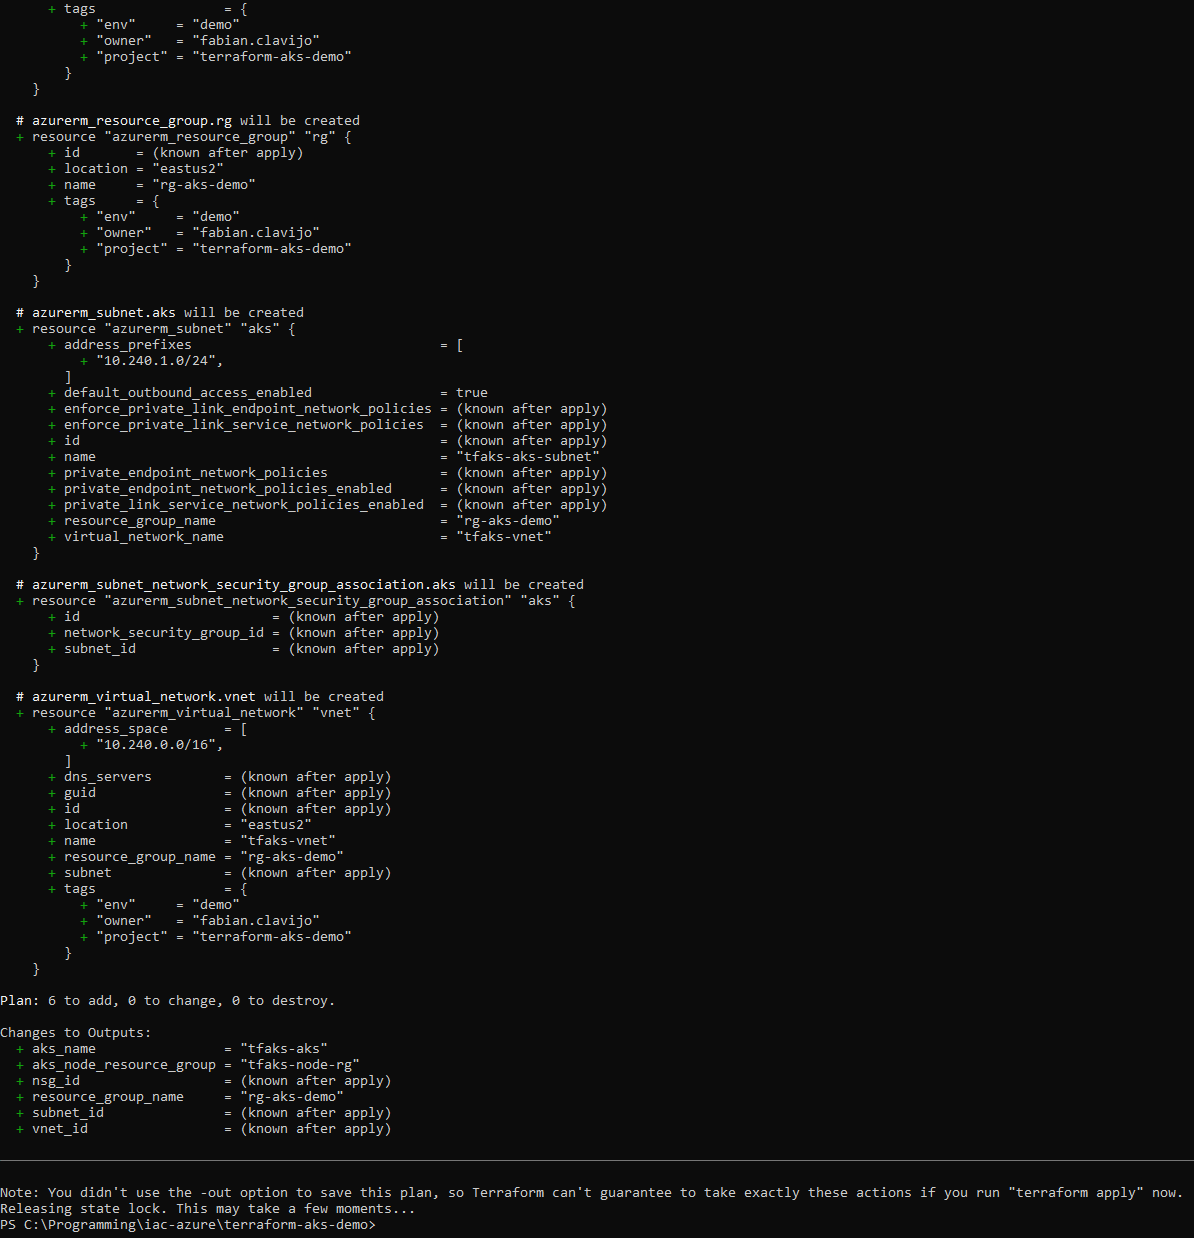 + tags                = {
+ "env"     = "demo"
+ "owner"   = "fabian.clavijo"
+ "project" = "terraform-aks-demo"
}
}
# azurerm_resource_group.rg will be created
+ resource "azurerm_resource_group" "rg" {
+ id       = (known after apply)
+ location = "eastus2"
+ name     = "rg-aks-demo"
+ tags     = {
+ "env"     = "demo"
+ "owner"   = "fabian.clavijo"
+ "project" = "terraform-aks-demo"
}
}
# azurerm_subnet.aks will be created
+ resource "azurerm_subnet" "aks" {
+ address_prefixes                               = [
+ "10.240.1.0/24",
]
+ default_outbound_access_enabled                = true
+ enforce_private_link_endpoint_network_policies = (known after apply)
+ enforce_private_link_service_network_policies  = (known after apply)
+ id                                             = (known after apply)
+ name                                           = "tfaks-aks-subnet"
+ private_endpoint_network_policies              = (known after apply)
+ private_endpoint_network_policies_enabled      = (known after apply)
+ private_link_service_network_policies_enabled  = (known after apply)
+ resource_group_name                            = "rg-aks-demo"
+ virtual_network_name                           = "tfaks-vnet"
}
# azurerm_subnet_network_security_group_association.aks will be created
+ resource "azurerm_subnet_network_security_group_association" "aks" {
+ id                        = (known after apply)
+ network_security_group_id = (known after apply)
+ subnet_id                 = (known after apply)
}
# azurerm_virtual_network.vnet will be created
+ resource "azurerm_virtual_network" "vnet" {
+ address_space       = [
+ "10.240.0.0/16",
]
+ dns_servers         = (known after apply)
+ guid                = (known after apply)
+ id                  = (known after apply)
+ location            = "eastus2"
+ name                = "tfaks-vnet"
+ resource_group_name = "rg-aks-demo"
+ subnet              = (known after apply)
+ tags                = {
+ "env"     = "demo"
+ "owner"   = "fabian.clavijo"
+ "project" = "terraform-aks-demo"
}
}
Plan: 6 to add, 0 to change, 0 to destroy.
Changes to Outputs:
+ aks_name                = "tfaks-aks"
+ aks_node_resource_group = "tfaks-node-rg"
+ nsg_id                  = (known after apply)
+ resource_group_name     = "rg-aks-demo"
+ subnet_id               = (known after apply)
+ vnet_id                 = (known after apply)
Note: You didn't use the -out option to save this plan, so Terraform can't guarantee to take exactly these actions if you run "terraform apply" now.
Releasing state lock. This may take a few moments...
PS C:\Programming\iac-azure\terraform-aks-demo>